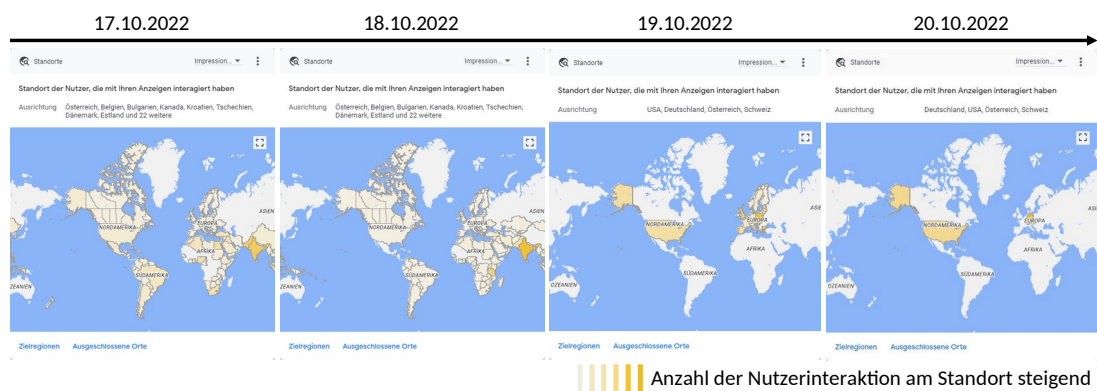 17.10.2022
18.10.2022
19.10.2022
20.10.2022
Standorte
Impression...
Standort der Nutzer, die mit Ihren Anzeigen interagiert haben
Ausrichtung
Österreich, Belgien, Bulgarien, Kanada, Kroatien, Tschechien,
Dänemark, Estland und 22 weitere
ASIEN
NORDAMERIKA
EUROPA
AFRIKA
SÜDAMERIKA
OZEANIEN
Zielregionen
Ausgeschlossene Orte
Standorte
Impression...
Standort der Nutzer, die mit Ihren Anzeigen interagiert haben
Ausrichtung
Österreich, Belgien, Bulgarien, Kanada, Kroatien, Tschechien,
Dänemark, Estland und 22 weitere
ASIEN
NORDAMERIKA
EUROPA
AFRIKA
SÜDAMERIKA
OZEANIEN
Zielregionen
Ausgeschlossene Orte
Standorte
Impression...
Standort der Nutzer, die mit Ihren Anzeigen interagiert haben
Ausrichtung
USA, Deutschland, Österreich, Schweiz
ASIE
NORDAMERIKA
EUROPA
AFRIKA
SÜDAMERIKA
OZEANIEN
Zielregionen
Ausgeschlossene Orte
Standorte
Impression...
Standort der Nutzer, die mit Ihren Anzeigen interagiert haben
Ausrichtung
Deutschland, USA, Österreich, Schweiz
ASI
NORDAMERIKA
EUROPA
AFRIKA
SÜDAMERIKA
OZEANIEN
Zielregionen
Ausgeschlossene Orte
Anzahl der Nutzerinteraktion am Standort steigend